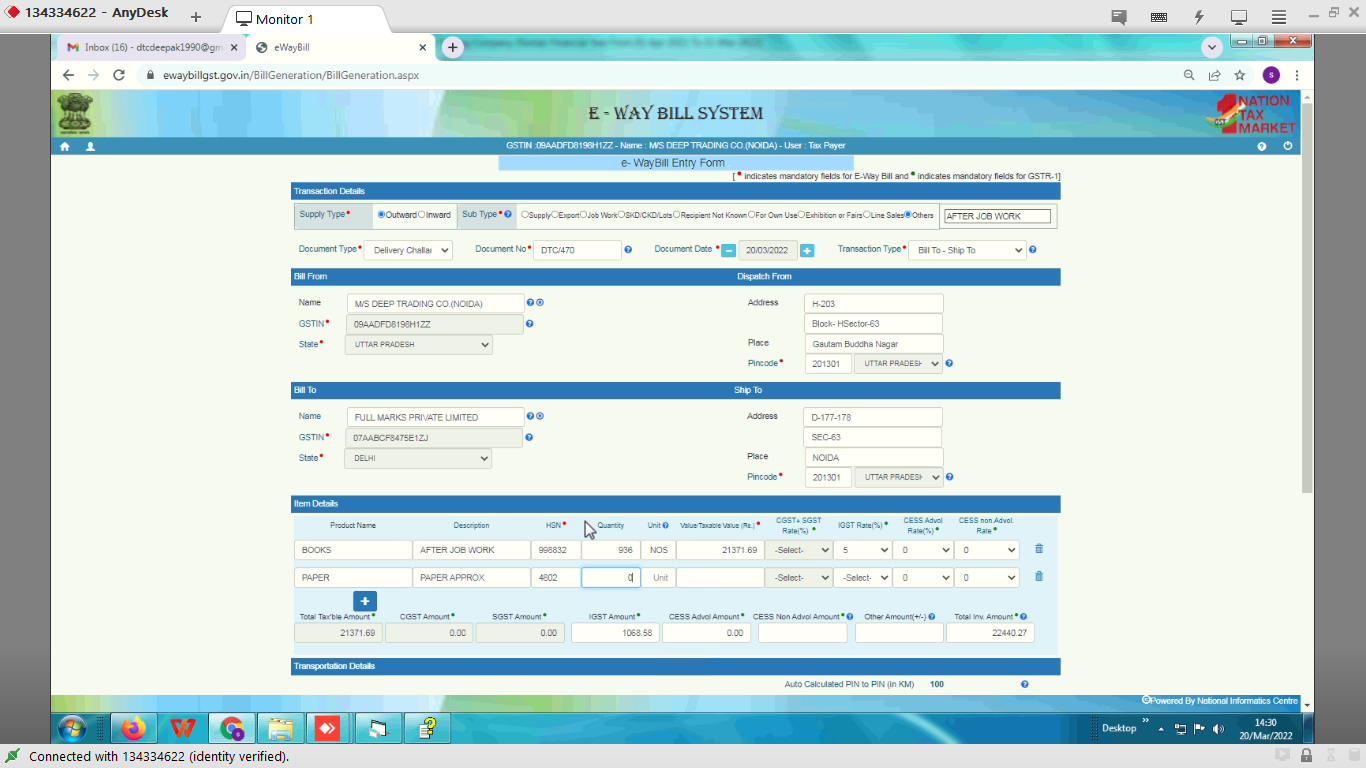 134334622 - AnyDesk
Monitor 1
Inbox (16) - dtcdeepak1990@gm
eWayBill
ewaybillgst.gov.in/BillGeneration/BillGeneration.aspx
S
E - WAY BILL SYSTEM
NATION
TAX
MARKET
GSTIN :09AADFD8198H1ZZ - Name : M/S DEEP TRADING CO.(NOIDA) - User : Tax Payer
e- WayBill Entry Form
[ * indicates mandatory fields for E-Way Bill and * indicates mandatory fields for GSTR-1]
Transaction Details
Supply Type* Outward Inward Sub Type* Supply Export Job Work SKD/CKD/Lots Recipient Not Known For Own Use Exhibition or Fairs Line Sales Others AFTER JOB WORK
Document Type* Delivery Challan Document No* DTC/470 Document Date * 20/03/2022 Transaction Type* Bill To - Ship To
Bill From Dispatch From
Name M/S DEEP TRADING CO.(NOIDA) Address H-203
GSTIN* 09AADFD8198H1ZZ Block- HSector-63
State* UTTAR PRADESH Place Gautam Buddha Nagar
Pincode* 201301 UTTAR PRADESH
Bill To Ship To
Name FULL MARKS PRIVATE LIMITED Address D-177-178
GSTIN* 07AABCF8475E1ZJ SEC-63
State* DELHI Place NOIDA
Pincode* 201301 UTTAR PRADESH
Item Details
Product Name Description HSN* Quantity Unit Value/Taxable Value (Rs.)* CGST+ SGST Rate(%)* IGST Rate(%)* CESS Advol Rate(%)* CESS non Advol. Rate*
BOOKS AFTER JOB WORK 998832 936 NOS 21371.69 -Select- 5 0 0
PAPER PAPER APPROX 4802 0 Unit -Select- -Select- 0 0
+
Total Tax'ble Amount* CGST Amount* SGST Amount* IGST Amount* CESS Advol Amount* CESS Non Advol Amount* Other Amount(+/-) Total Inv. Amount*
21371.69 0.00 0.00 1068.58 0.00 22440.27
Transportation Details
Auto Calculated PIN to PIN (in KM) 100
Powered By National Informatics Centre
Desktop
14:30
20/Mar/2022
Connected with 134334622 (identity verified).